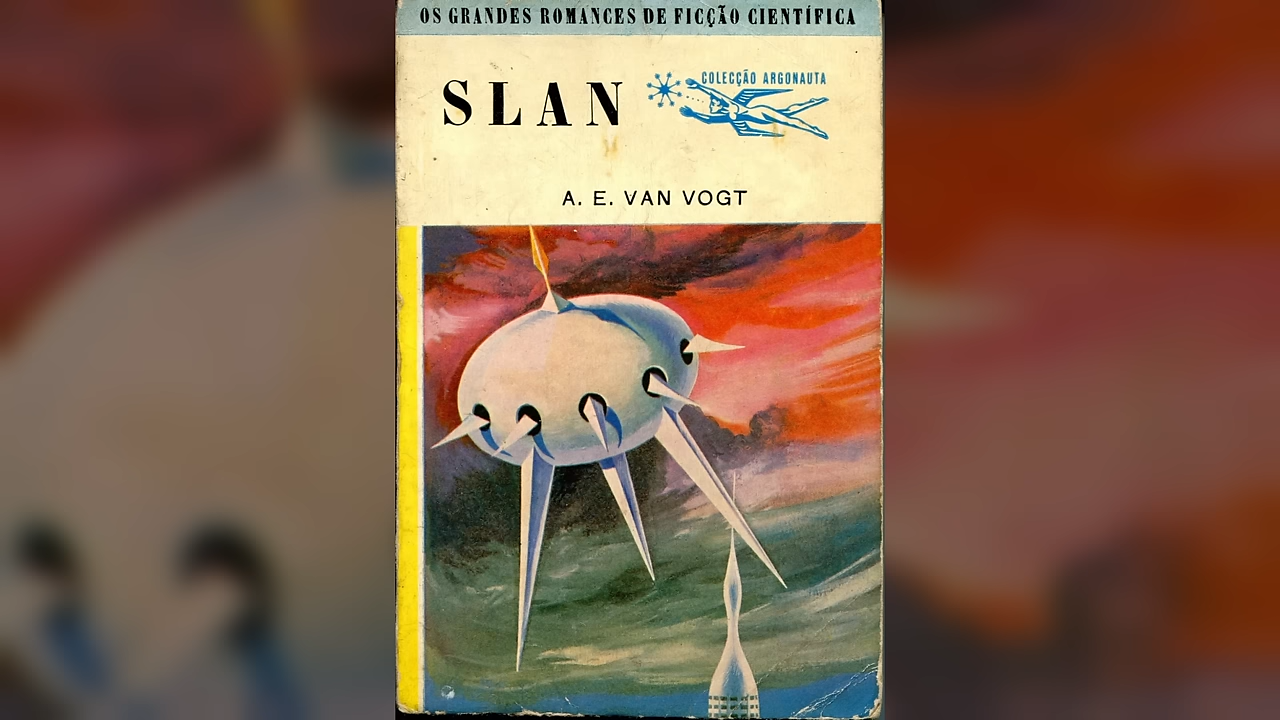 OS GRANDES ROMANCES DE FICÇÃO CIENTÍFICA
SLAN
COLECÇÃO ARGONAUTA
A. E. VAN VOGT